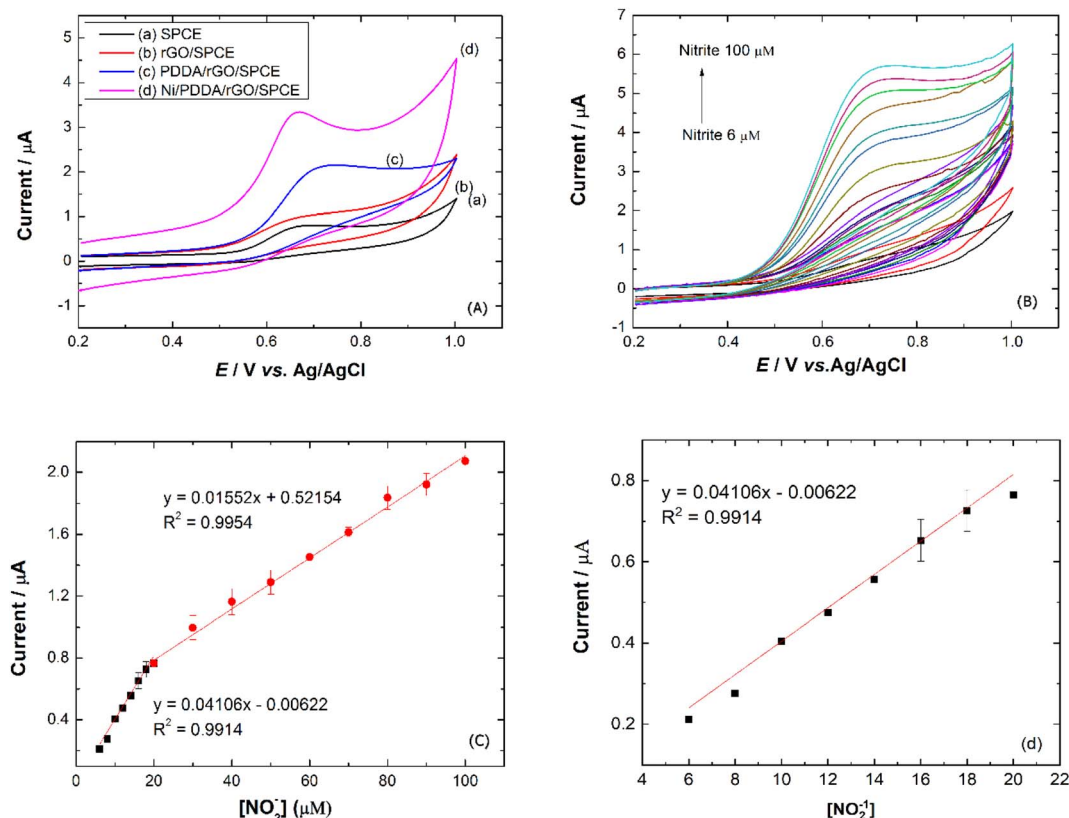 (a) SPCE
(b) rGO/SPCE
(c) PDDA/rGO/SPCE
(d) Ni/PDDA/rGO/SPCE
(d)
(c)
(b)
(a)
(A)
Current / μA
5
4
3
2
1
0
-1
0.2 0.4 0.6 0.8 1.0
E / V vs. Ag/AgCl
Nitrite 100 μM
Nitrite 6 μM
(B)
Current / μA
7
6
5
4
3
2
1
0
-1
0.2 0.4 0.6 0.8 1.0
E / V vs.Ag/AgCl
y = 0.01552x + 0.52154
R² = 0.9954
y = 0.04106x - 0.00622
R² = 0.9914
(C)
Current / μA
2.0
1.6
1.2
0.8
0.4
0 20 40 60 80 100
[NO₂⁻] (μM)
y = 0.04106x - 0.00622
R² = 0.9914
(d)
Current / μA
0.8
0.6
0.4
0.2
4 6 8 10 12 14 16 18 20 22
[NO₂⁻¹]